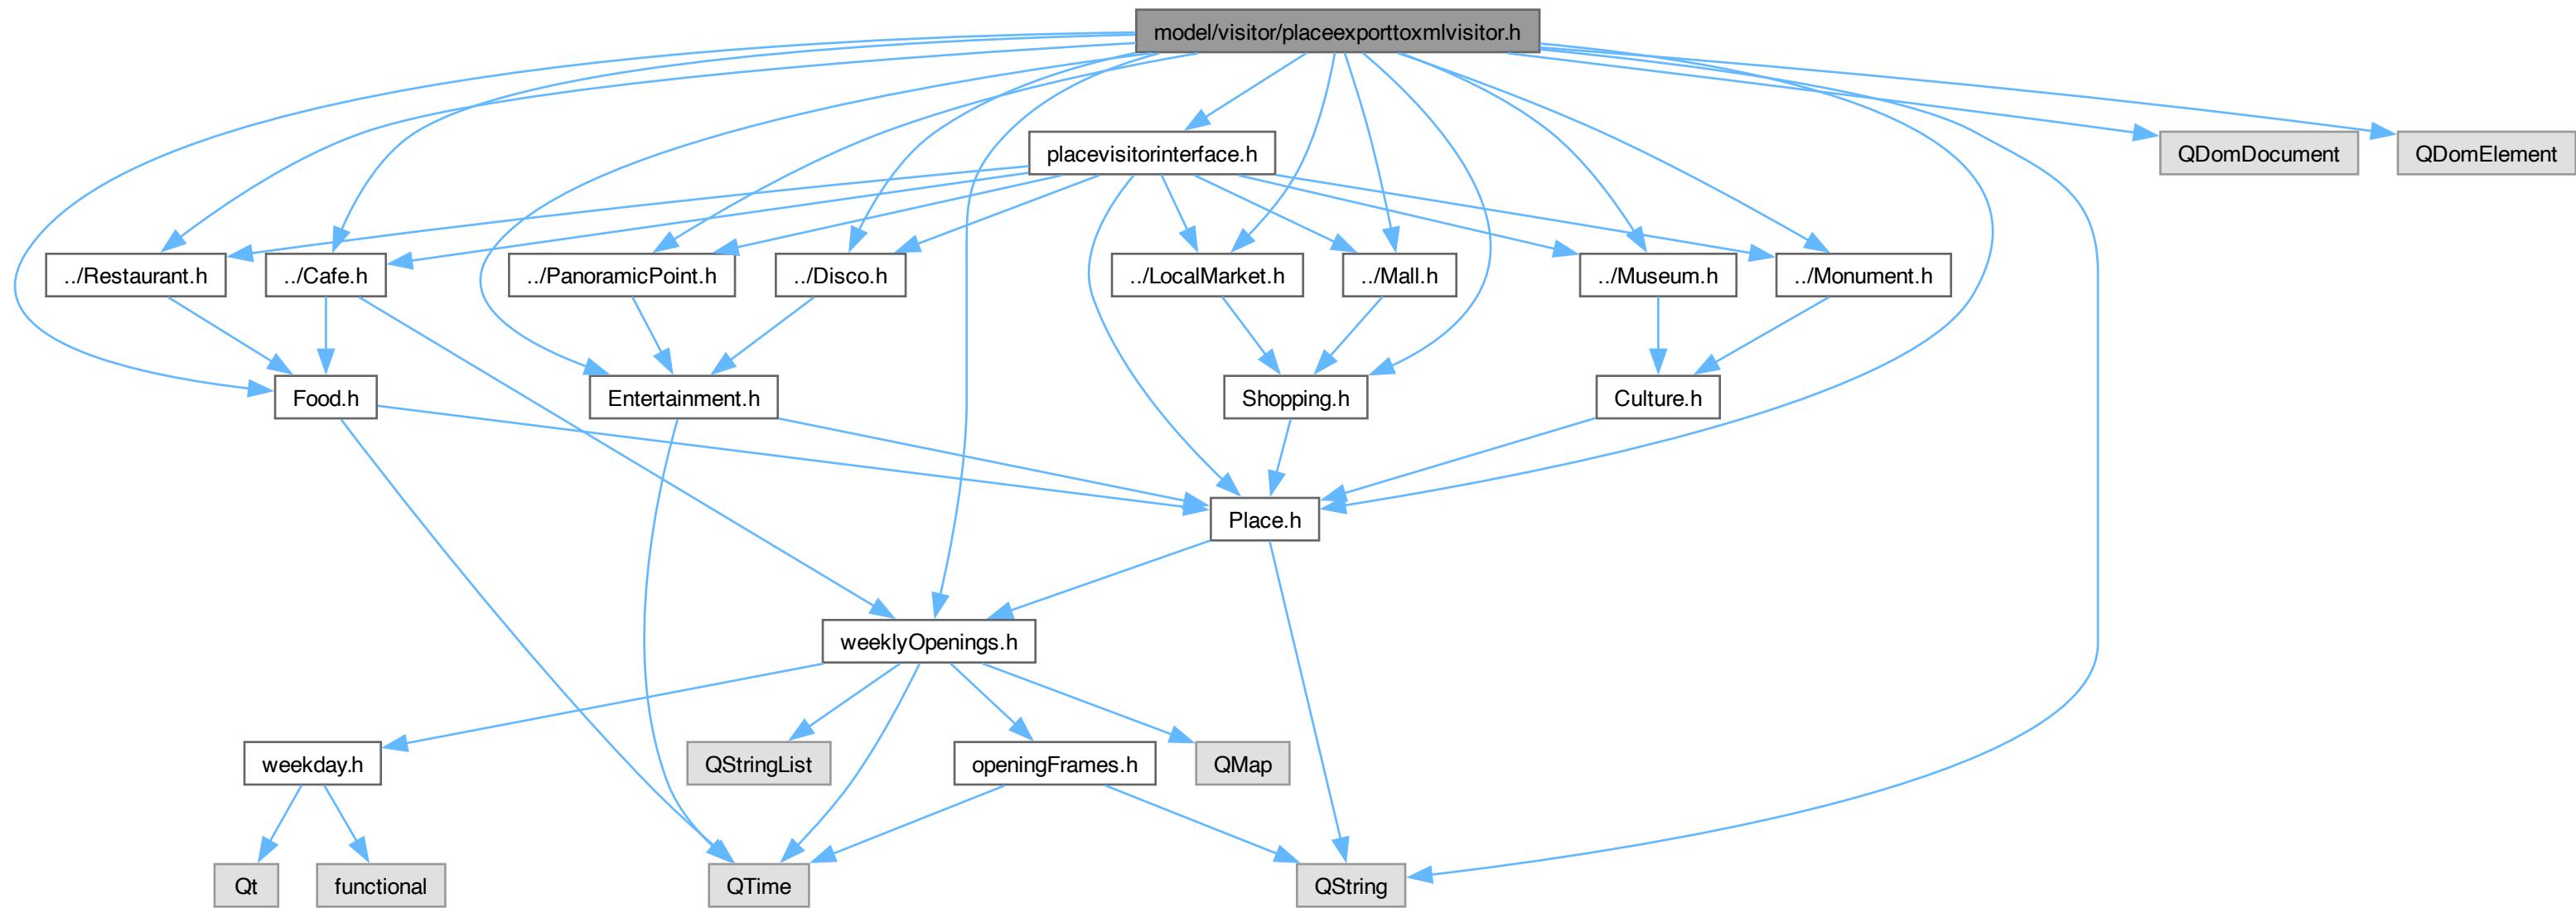 model/visitor/placeexporttoxmlvisitor.h
placevisitorinterface.h
QDomDocument
QDomElement
../Restaurant.h
../Cafe.h
../PanoramicPoint.h
../Disco.h
../LocalMarket.h
../Mall.h
../Museum.h
../Monument.h
Food.h
Entertainment.h
Shopping.h
Culture.h
Place.h
weeklyOpenings.h
weekday.h
QStringList
openingFrames.h
QMap
Qt
functional
QTime
QString